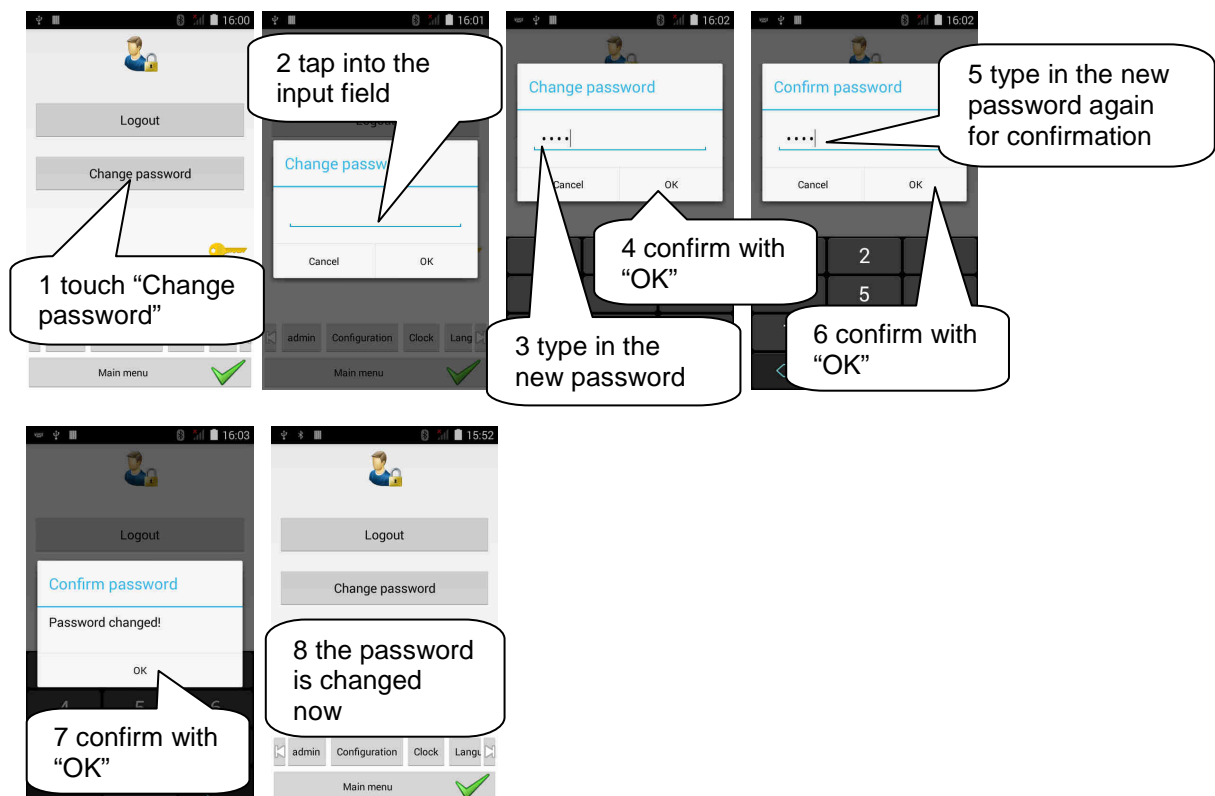 16:00
Logout
Change password
1 touch “Change
password”
Main menu
16:01
2 tap into the
input field
Change passw
Cancel
OK
admin
Configuration
Clock
Lang
Main menu
16:02
Change password
....
Cancel
OK
3 type in the
new password
4 confirm with
“OK”
16:02
Confirm password
....
Cancel
OK
5 type in the new
password again
for confirmation
2
5
6 confirm with
“OK”
16:03
Logout
Confirm password
Password changed!
OK
7 confirm with
“OK”
15:52
Logout
Change password
8 the password
is changed
now
admin
Configuration
Clock
Langu
Main menu